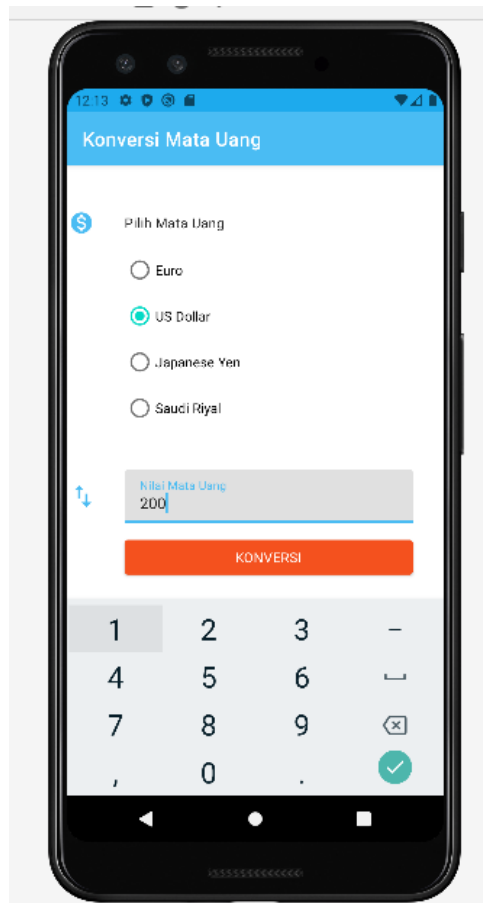 12:13
Konversi Mata Uang
Pilih Mata Uang
Euro
US Dollar
Japanese Yen
Saudi Riyal
Nilai Mata Uang
200
KONVERSI
1 2 3 –
4 5 6
7 8 9
, 0 .